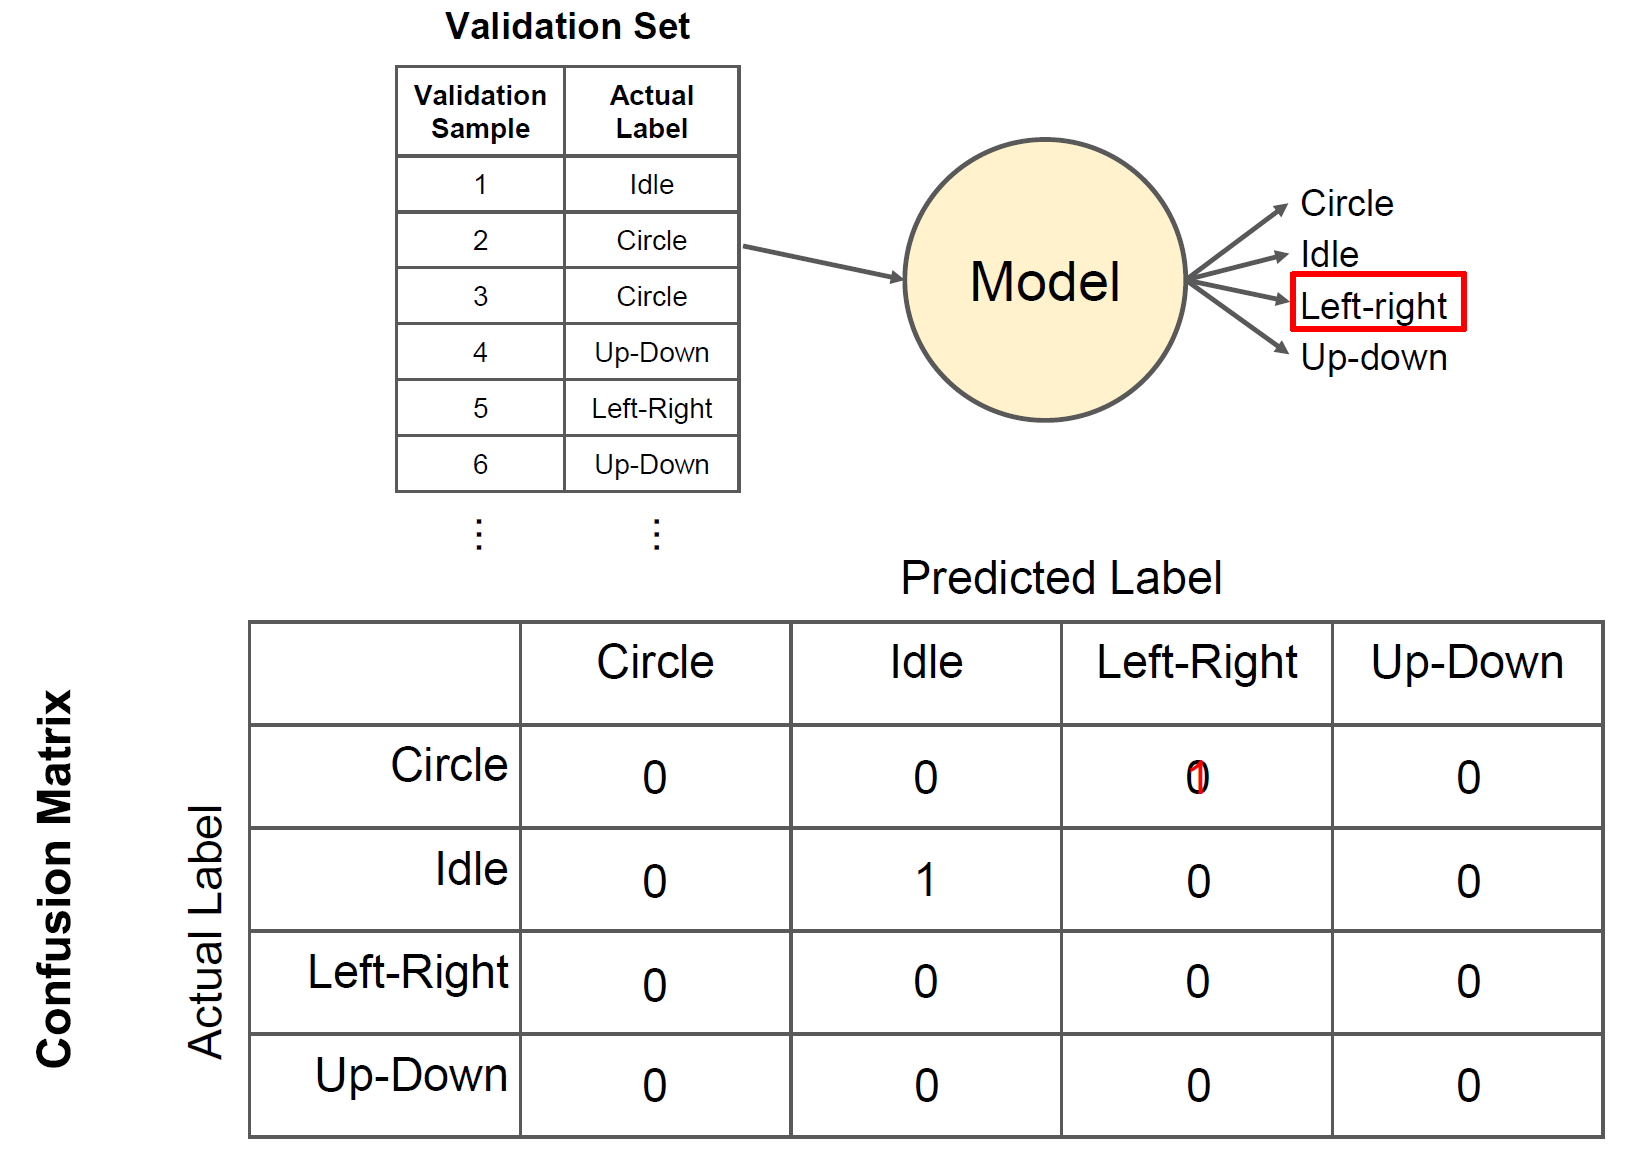 Validation Set
Validation Sample Actual Label
1 Idle
2 Circle
3 Circle
4 Up-Down
5 Left-Right
6 Up-Down
⋮ ⋮
Model
Circle
Idle
Left-right
Up-down
Predicted Label
Confusion Matrix
Actual Label
Circle Idle Left-Right Up-Down
Circle 0 0 0 1 0
Idle 0 1 0 0
Left-Right 0 0 0 0
Up-Down 0 0 0 0